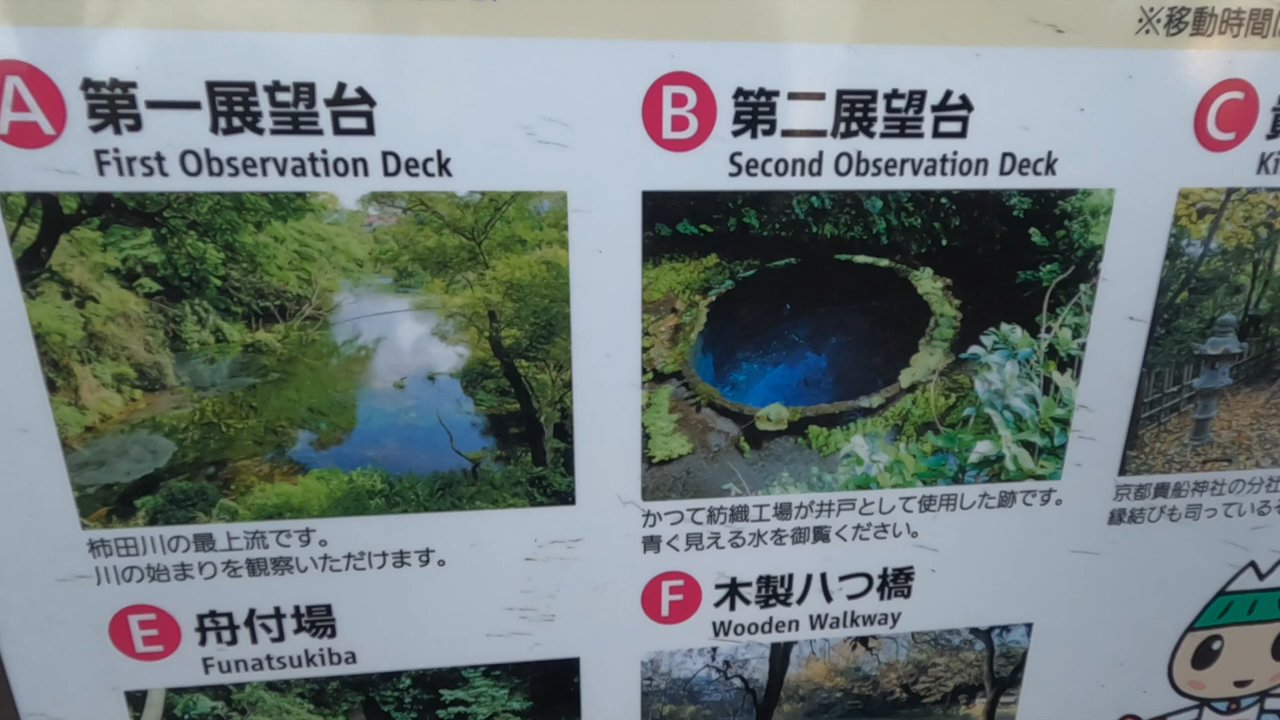 ※移動時間
A 第一展望台
First Observation Deck
B 第二展望台
Second Observation Deck
C
柿田川の最上流です。
川の始まりを観察いただけます。
かつて紡織工場が井戸として使用した跡です。
青く見える水を御覧ください。
京都貴船神社の分社
縁結びも司っている
E 舟付場
Funatsukiba
F 木製八つ橋
Wooden Walkway